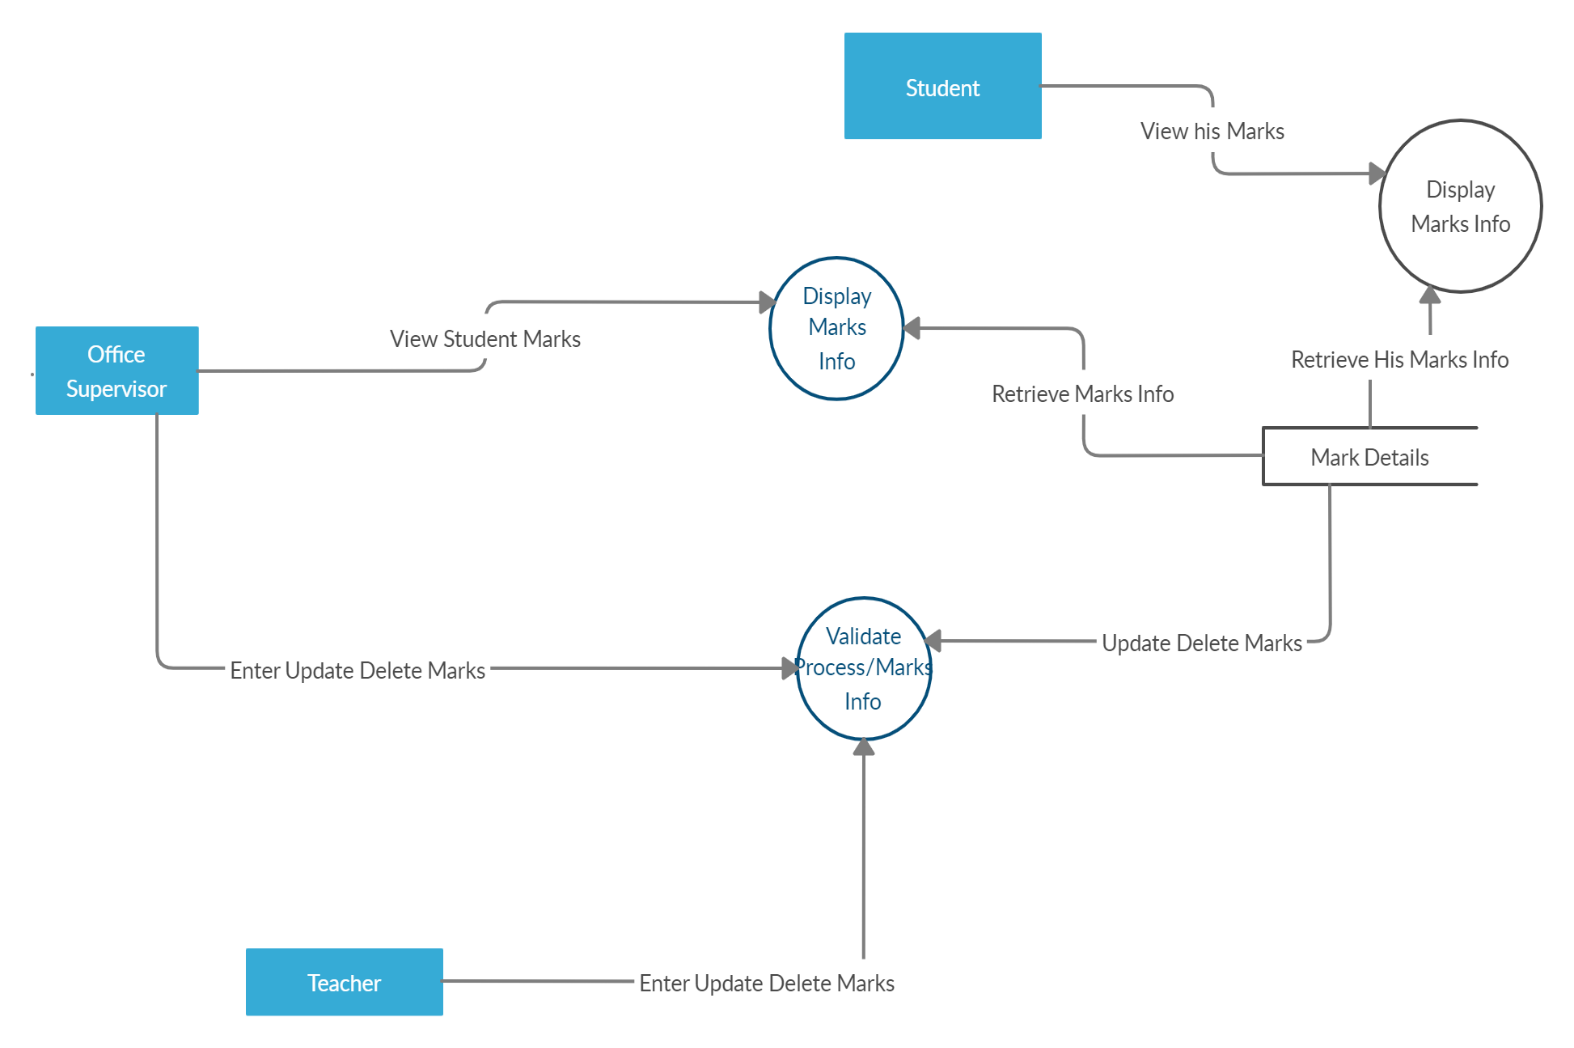 Student
View his Marks
Display
Marks Info
Display
Marks
Info
View Student Marks
Office
Supervisor
Retrieve His Marks Info
Retrieve Marks Info
Mark Details
Validate
Process/Marks
Info
Update Delete Marks
Enter Update Delete Marks
Teacher
Enter Update Delete Marks